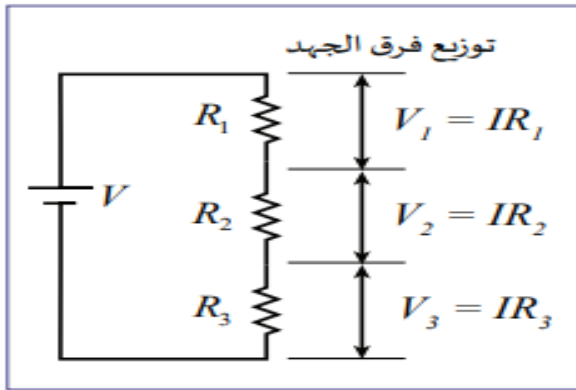 توزيع فرق الجهد
R₁
V₁ = IR₁
V
R₂
V₂ = IR₂
R₃
V₃ = IR₃